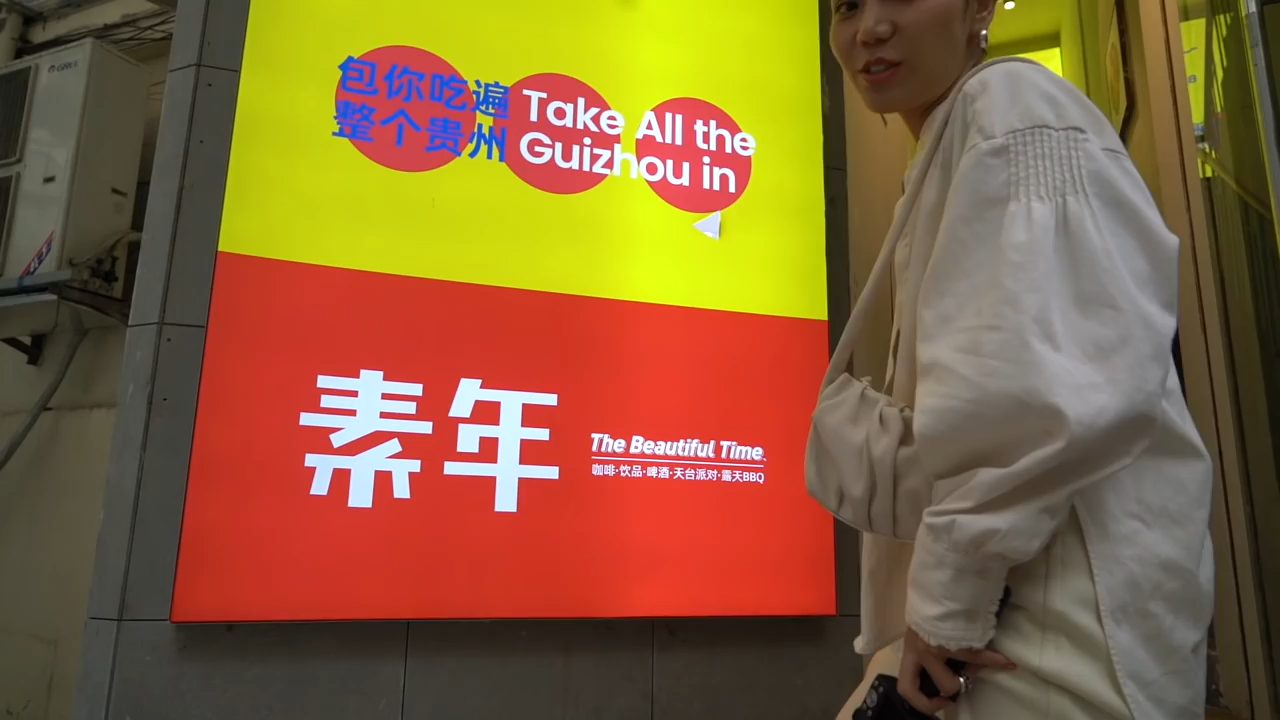 GREE
包你吃遍
整个贵州
Take All the
Guizhou in
素年
The Beautiful Time.
咖啡·饮品·啤酒·天台派对·露天BBQ